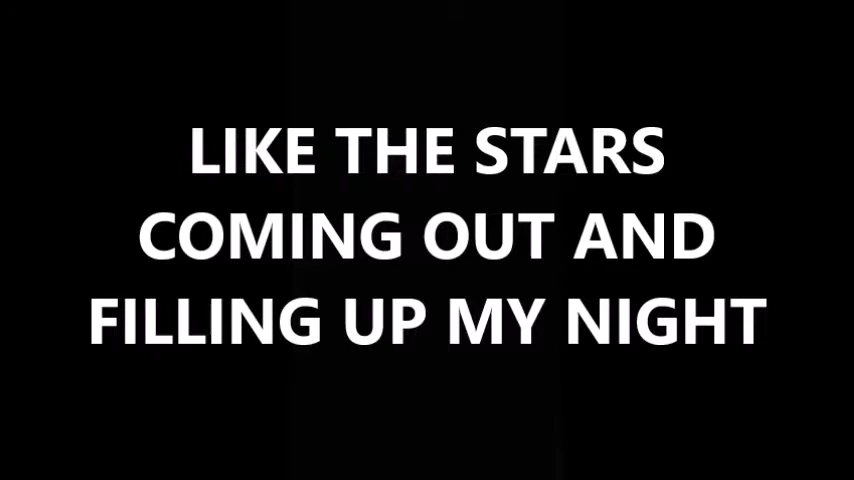 LIKE THE STARS
COMING OUT AND
FILLING UP MY NIGHT